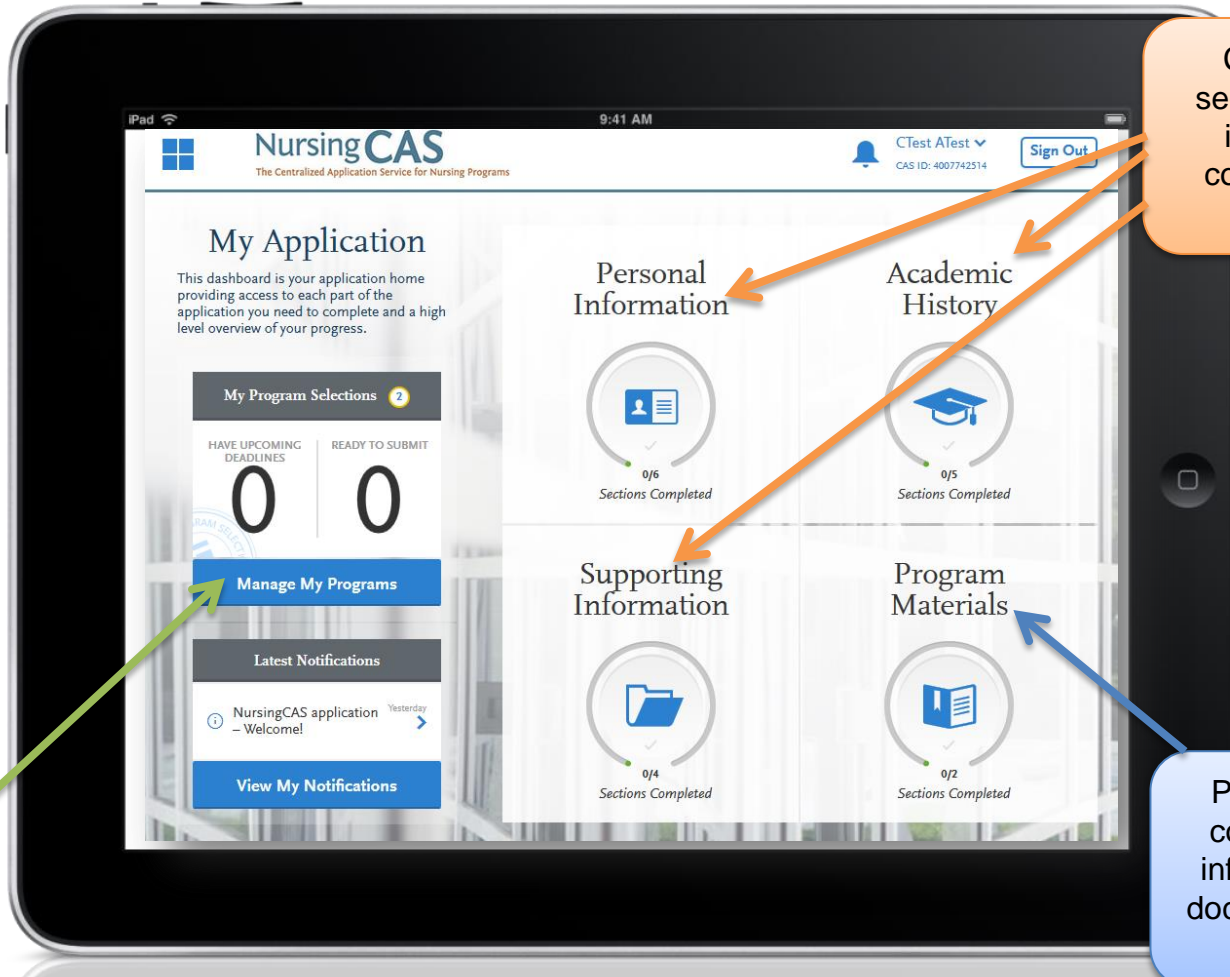 iPad
9:41 AM
NursingCAS
The Centralized Application Service for Nursing Programs
CTest ATest
CAS ID: 4007742514
Sign Out
My Application
This dashboard is your application home
providing access to each part of the
application you need to complete and a high
level overview of your progress.
My Program Selections 2
HAVE UPCOMING
DEADLINES
0
READY TO SUBMIT
0
Manage My Programs
Latest Notifications
NursingCAS application
– Welcome!
Yesterday
View My Notifications
Personal
Information
0/6
Sections Completed
Academic
History
0/5
Sections Completed
Supporting
Information
0/4
Sections Completed
Program
Materials
0/2
Sections Completed